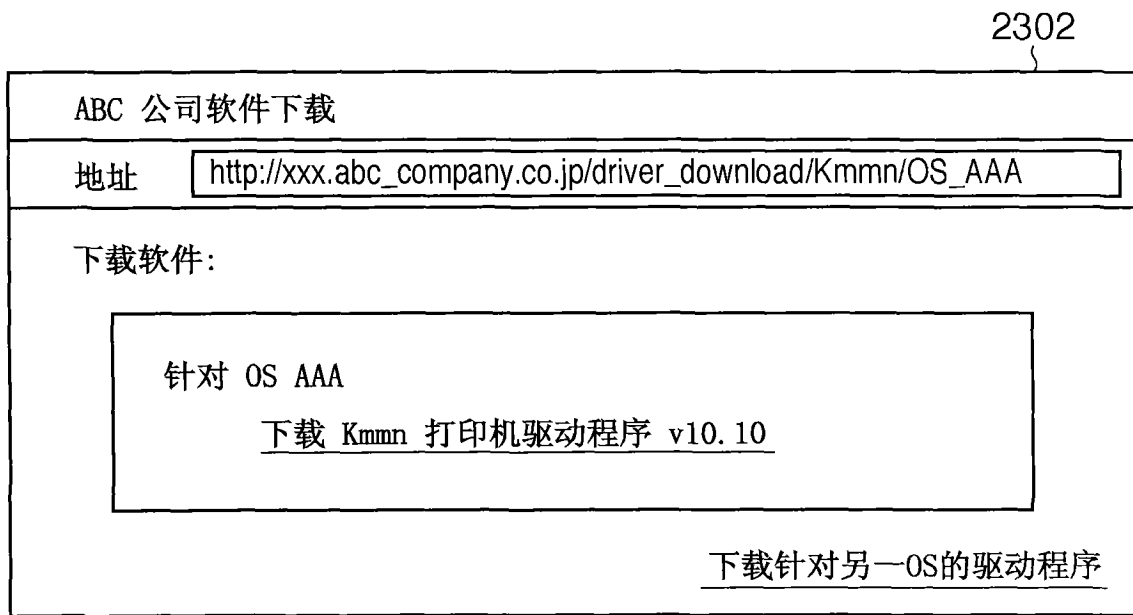 2302
ABC 公司软件下载
地址 http://xxx.abc_company.co.jp/driver_download/Kmmn/OS_AAA
下载软件:
针对 OS AAA
下载 Kmmn 打印机驱动程序 v10.10
下载针对另一OS的驱动程序